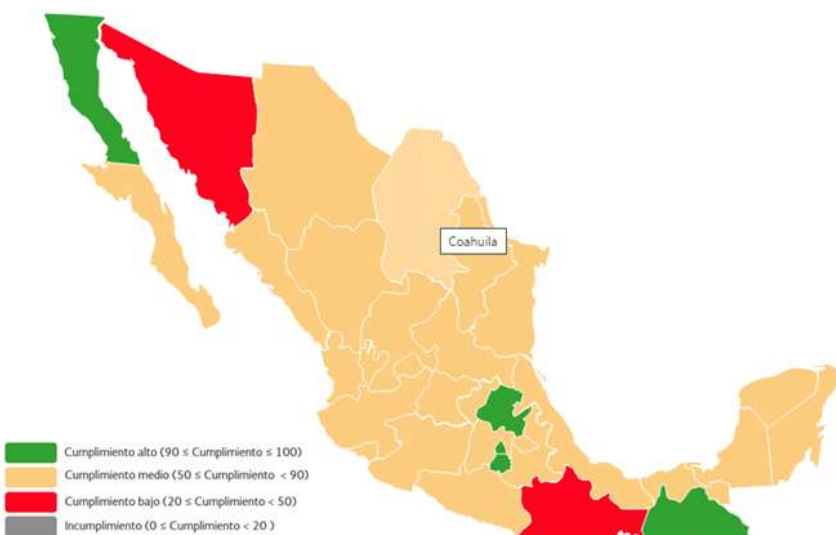 Coahuila
Cumplimiento alto (90 ≤ Cumplimiento ≤ 100)
Cumplimiento medio (50 ≤ Cumplimiento < 90)
Cumplimiento bajo (20 ≤ Cumplimiento < 50)
Incumplimiento (0 ≤ Cumplimiento < 20 )